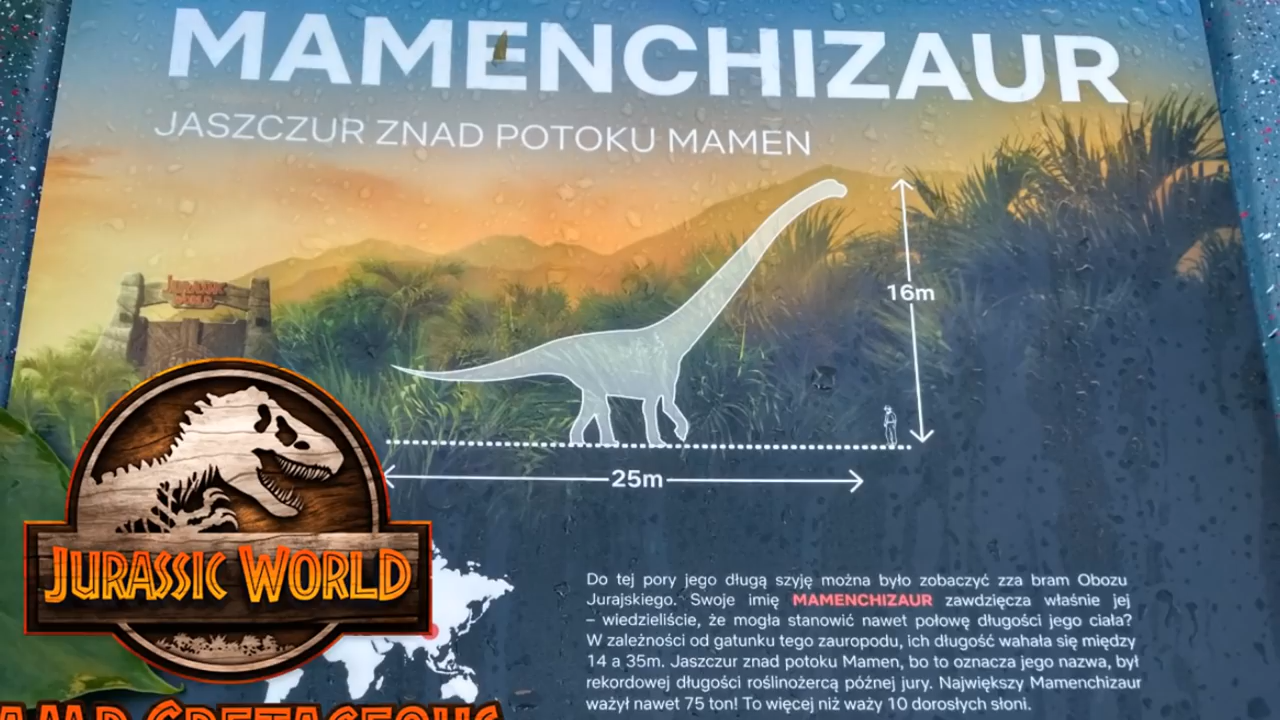 MAMENCHIZAUR
JASZCZUR ZNAD POTOKU MAMEN
JURASSIC
WORLD
16m
25m
JURASSIC WORLD
Do tej pory jego długą szyję można było zobaczyć zza bram Obozu
Jurajskiego. Swoje imię MAMENCHIZAUR zawdzięcza właśnie jej
– wiedzieliście, że mogła stanowić nawet połowę długości jego ciała?
W zależności od gatunku tego zauropodu, ich długość wahała się między
14 a 35m. Jaszczur znad potoku Mamen, bo to oznacza jego nazwa, był
rekordowej długości roślinożercą późnej jury. Największy Mamenchizaur
ważył nawet 75 ton! To więcej niż waży 10 dorosłych słoni.
CAMP CRETACEOUS